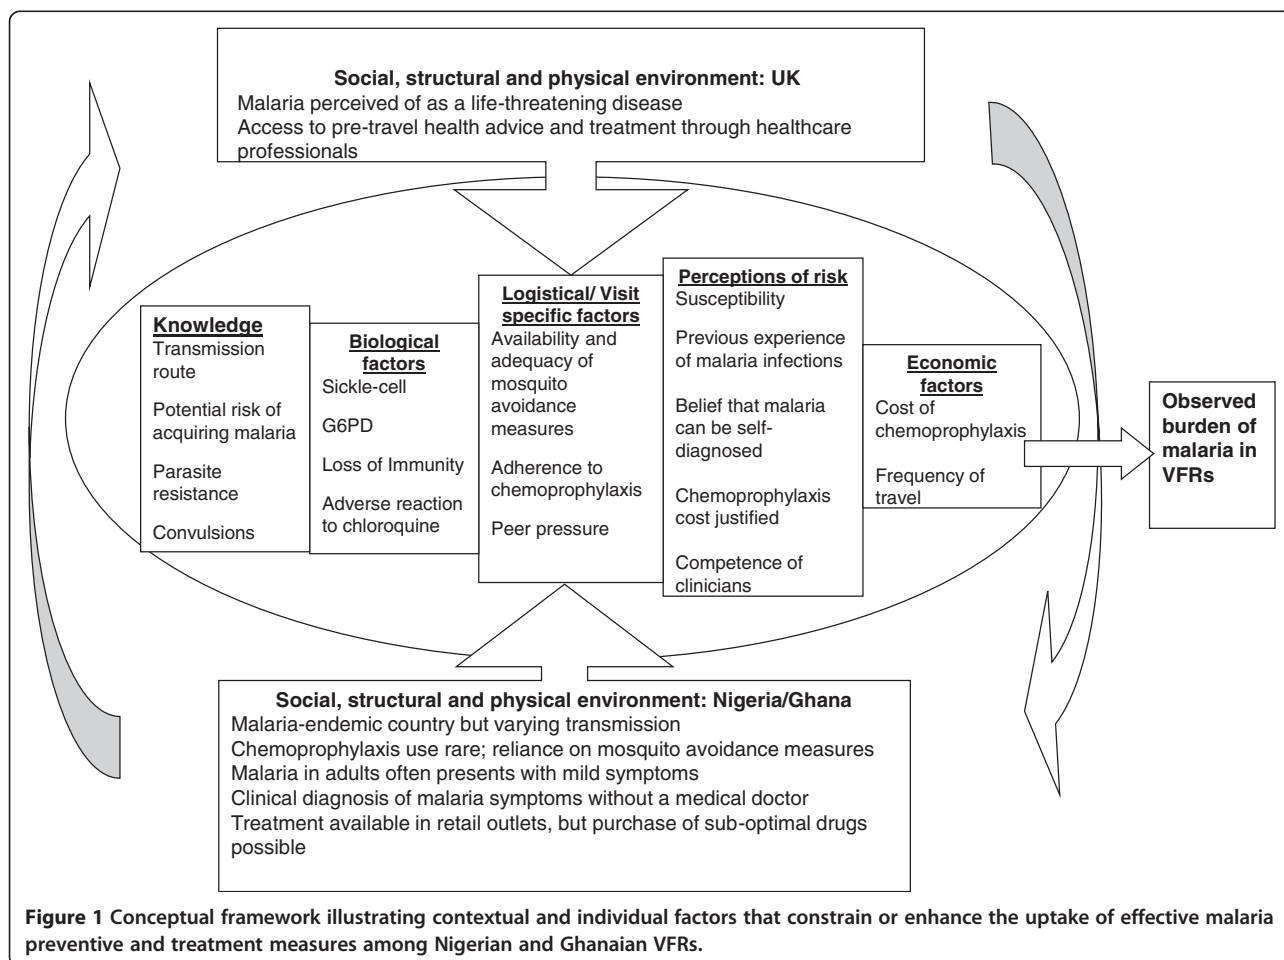 Social, structural and physical environment: UK
Malaria perceived of as a life-threatening disease
Access to pre-travel health advice and treatment through healthcare
professionals
Knowledge
Transmission
route
Potential risk of
acquiring malaria
Parasite
resistance
Convulsions
Biological
factors
Sickle-cell
G6PD
Loss of Immunity
Adverse reaction
to chloroquine
Logistical/ Visit
specific factors
Availability and
adequacy of
mosquito
avoidance
measures
Adherence to
chemoprophylaxis
Peer pressure
Perceptions of risk
Susceptibility
Previous experience
of malaria infections
Belief that malaria
can be self-
diagnosed
Chemoprophylaxis
cost justified
Competence of
clinicians
Economic
factors
Cost of
chemoprophylaxis
Frequency of
travel
Observed
burden of
malaria in
VFRs
Social, structural and physical environment: Nigeria/Ghana
Malaria-endemic country but varying transmission
Chemoprophylaxis use rare; reliance on mosquito avoidance measures
Malaria in adults often presents with mild symptoms
Clinical diagnosis of malaria symptoms without a medical doctor
Treatment available in retail outlets, but purchase of sub-optimal drugs
possible
Figure 1 Conceptual framework illustrating contextual and individual factors that constrain or enhance the uptake of effective malaria
preventive and treatment measures among Nigerian and Ghanaian VFRs.